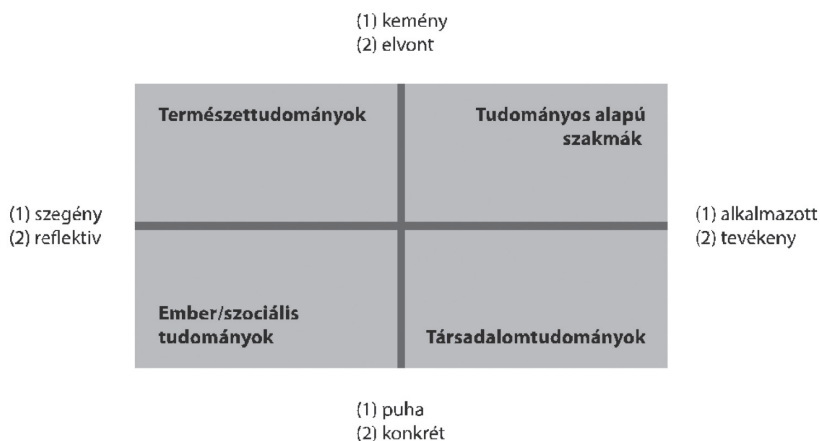 (1) kemény
(2) elvont
Természettudományok
Tudományos alapú
szakmák
(1) szegény
(2) reflektiv
(1) alkalmazott
(2) tevékeny
Ember/szociális
tudományok
Társadalomtudományok
(1) puha
(2) konkrét